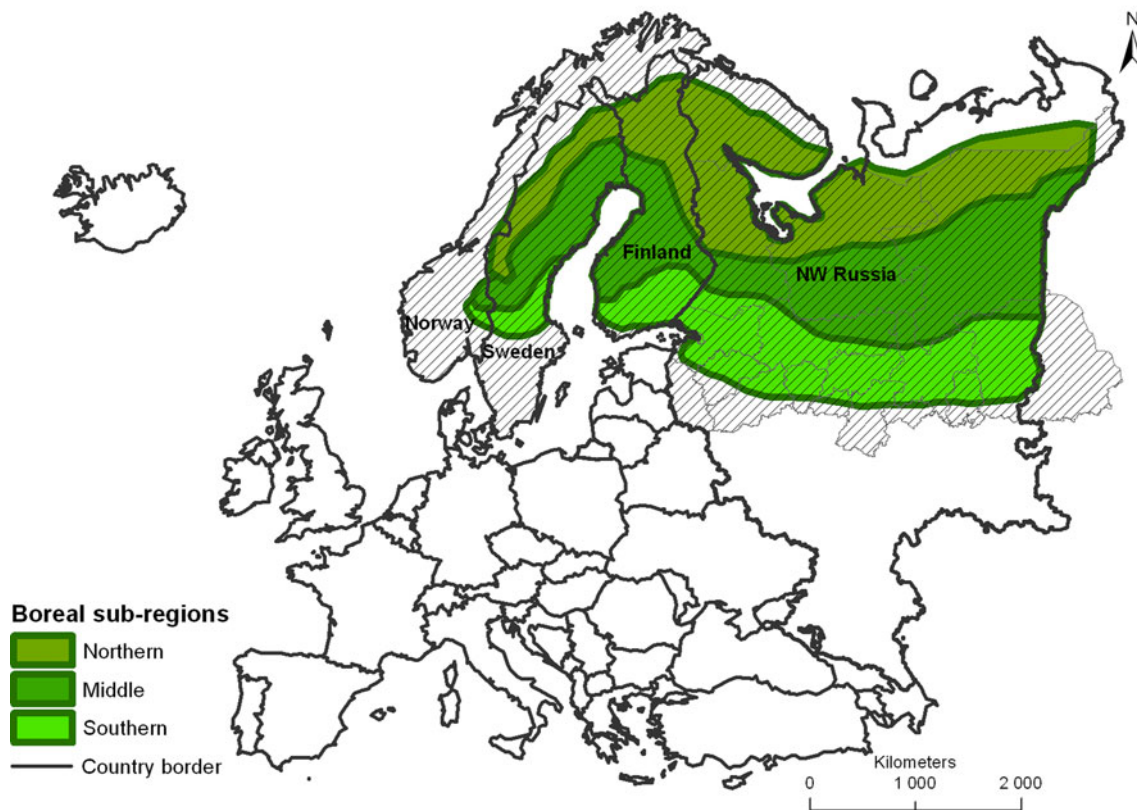 N
Finland
NW Russia
Norway
Sweden
Boreal sub-regions
Northern
Middle
Southern
Country border
Kilometers
0 1 000 2 000